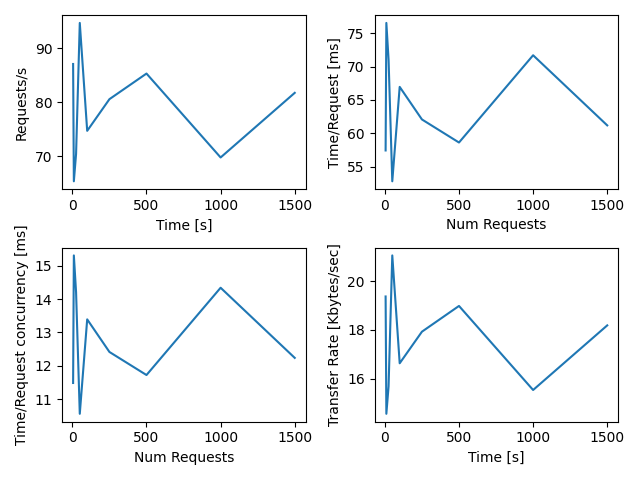 Requests/s
90
80
70
0 500 1000 1500
Time [s]
Time/Request [ms]
75
70
65
60
55
0 500 1000 1500
Num Requests
Time/Request concurrency [ms]
15
14
13
12
11
0 500 1000 1500
Num Requests
Transfer Rate [Kbytes/sec]
20
18
16
0 500 1000 1500
Time [s]